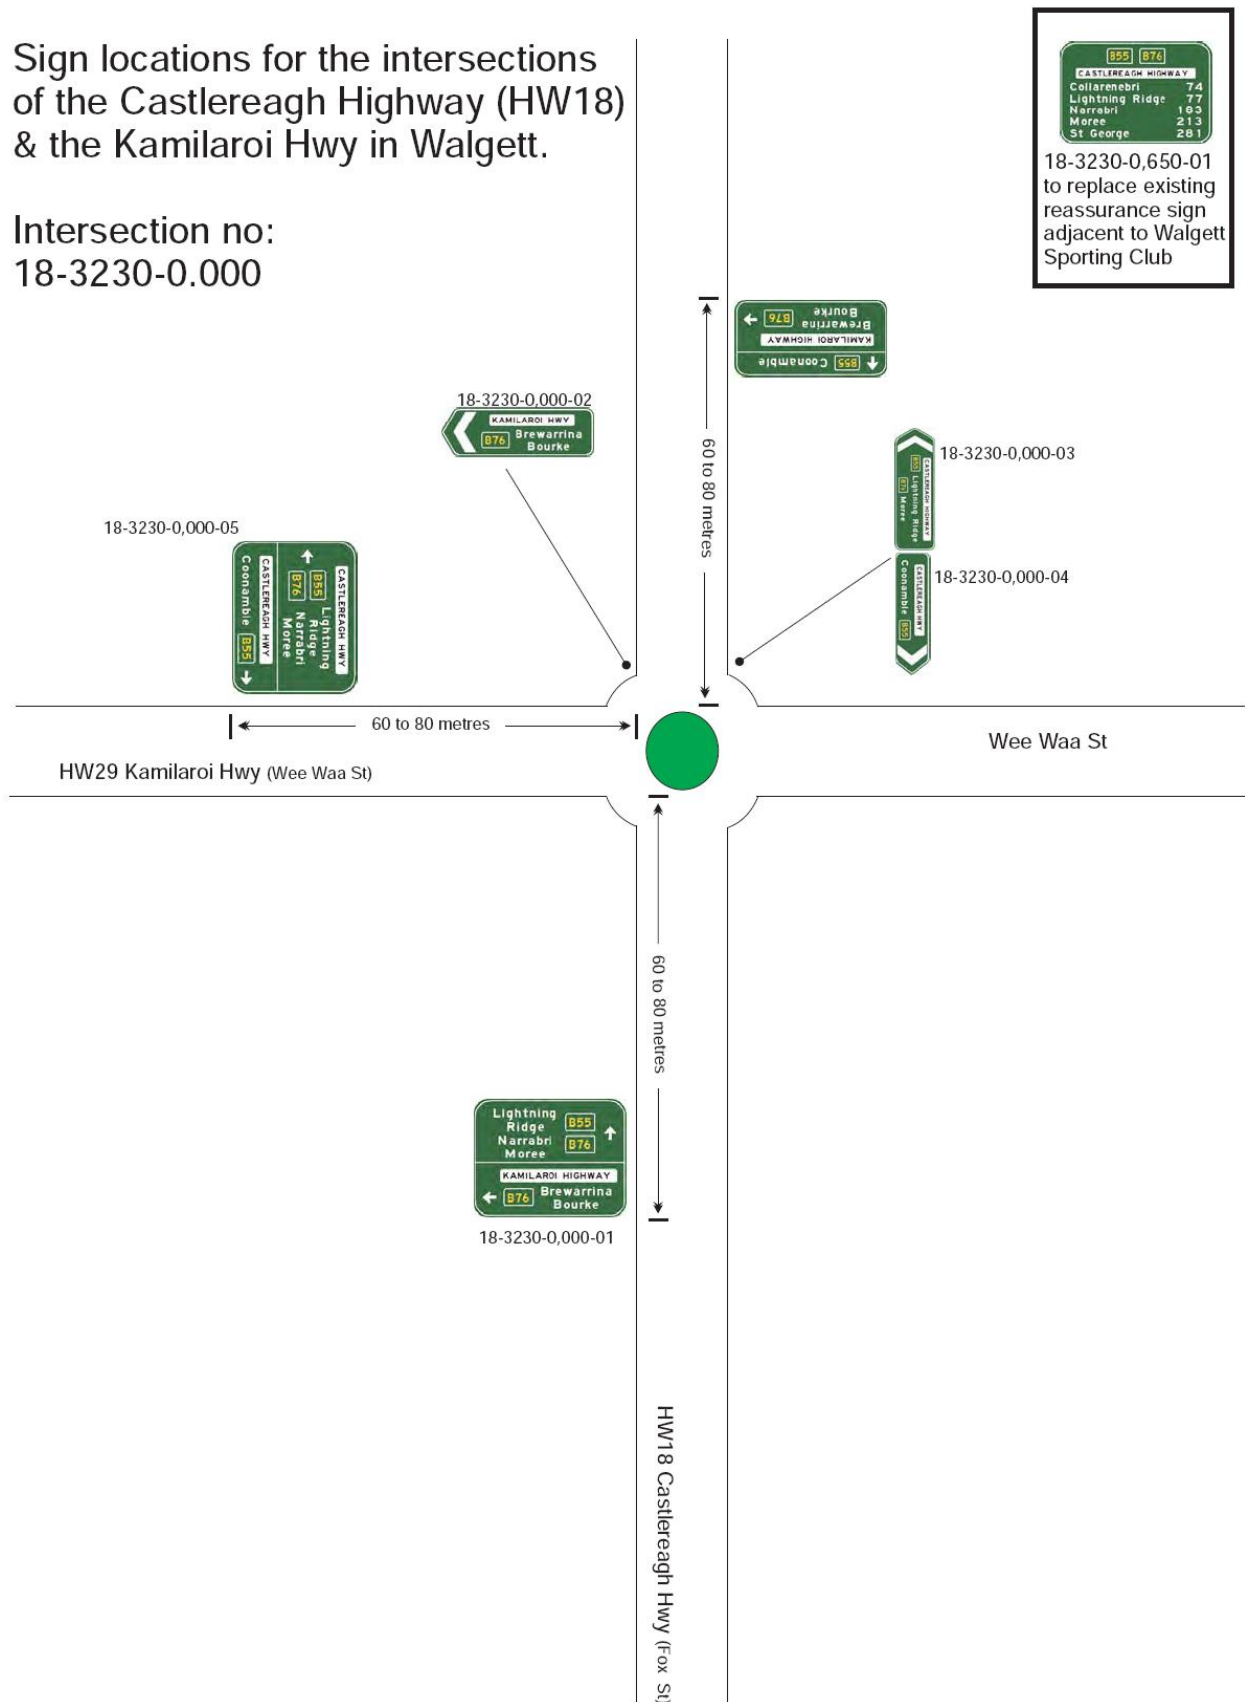 Sign locations for the intersections
of the Castlereagh Highway (HW18)
& the Kamilaroi Hwy in Walgett.
Intersection no:
18-3230-0.000
B55 B76
CASTLEREAGH HIGHWAY
Collarenebri 74
Lightning Ridge 77
Narrabri 183
Moree 213
St George 281
18-3230-0,650-01
to replace existing
reassurance sign
adjacent to Walgett
Sporting Club
Coonamble B55
KAMILAROI HIGHWAY
Brewarrina B76
Bourke
18-3230-0,000-02
KAMILAROI HWY
B76 Brewarrina
Bourke
60 to 80 metres
18-3230-0,000-03
CASTLEREAGH HIGHWAY
B55 Lightning Ridge
B76 Moree
18-3230-0,000-04
CASTLEREAGH HWY
Coonamble B55
18-3230-0,000-05
CASTLEREAGH HWY
B55 Lightning
Ridge
B76 Narrabri
Moree
CASTLEREAGH HWY
Coonamble B55
60 to 80 metres
Wee Waa St
HW29 Kamilaroi Hwy (Wee Waa St)
60 to 80 metres
Lightning
Ridge B55
Narrabri B76
Moree
KAMILAROI HIGHWAY
B76 Brewarrina
Bourke
18-3230-0,000-01
HW18 Castlereagh Hwy (Fox St)